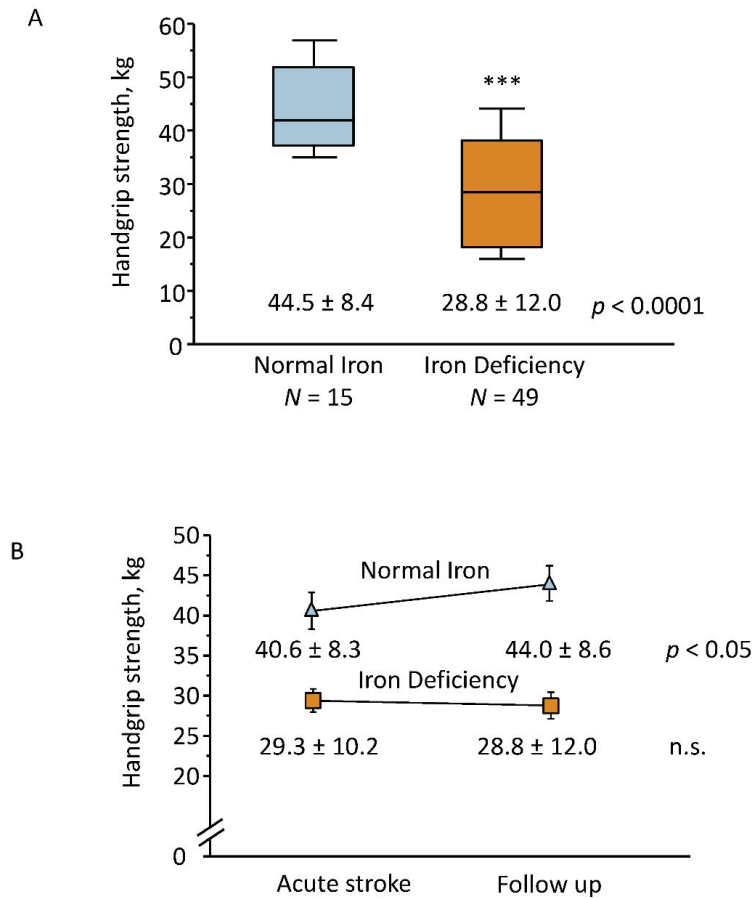 A
Handgrip strength, kg
60
50
40
30
20
10
0
***
44.5 ± 8.4
28.8 ± 12.0
p < 0.0001
Normal Iron
N = 15
Iron Deficiency
N = 49
B
Handgrip strength, kg
50
45
40
35
30
25
20
0
Normal Iron
40.6 ± 8.3
44.0 ± 8.6
p < 0.05
Iron Deficiency
29.3 ± 10.2
28.8 ± 12.0
n.s.
Acute stroke
Follow up